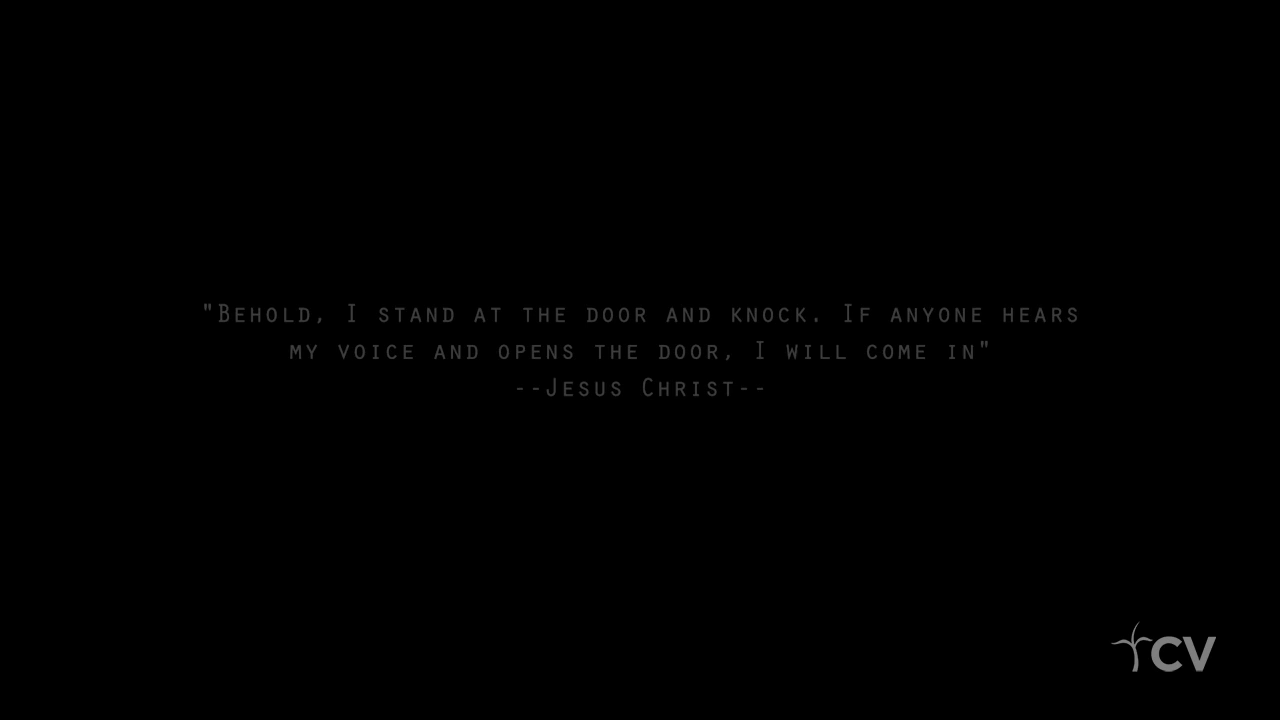 "Behold, I stand at the door and knock. If anyone hears
my voice and opens the door, I will come in"
--Jesus Christ--
CV